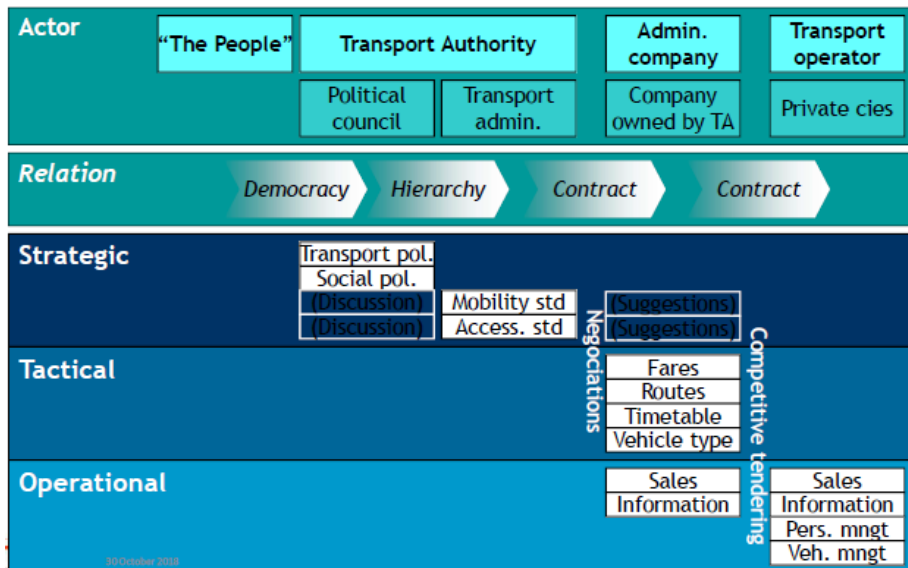 Actor
"The People"
Transport Authority
Admin.
company
Transport
operator
Political
council
Transport
admin.
Company
owned by TA
Private cies
Relation
Democracy
Hierarchy
Contract
Contract
Strategic
Transport pol.
Social pol.
(Discussion)
(Discussion)
Mobility std
Access. std
(Suggestions)
(Suggestions)
Negociations
Competitive tendering
Tactical
Fares
Routes
Timetable
Vehicle type
Operational
Sales
Information
Sales
Information
Pers. mngt
Veh. mngt
30 October 2018